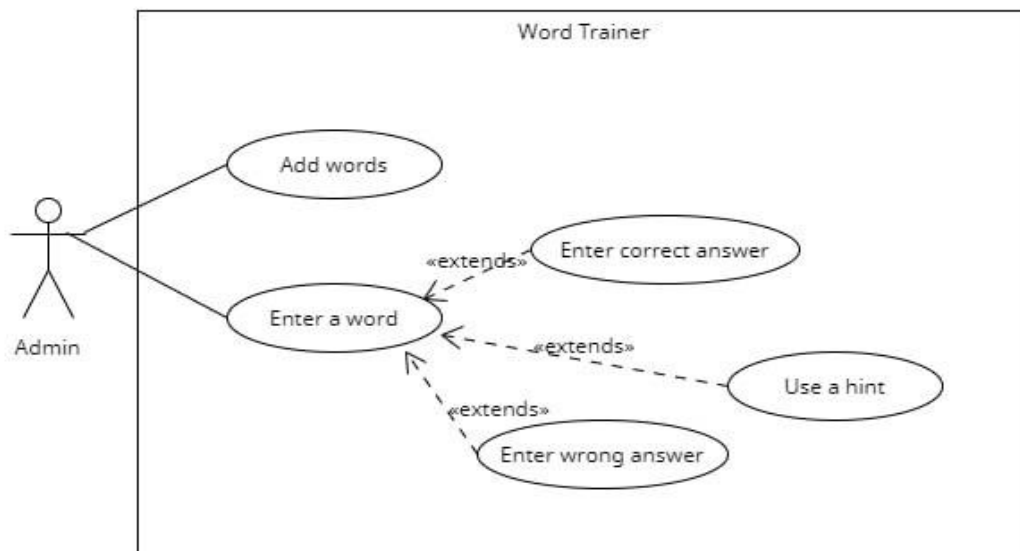 Word Trainer
Add words
Enter correct answer
«extends»
Enter a word
Admin
«extends»
Use a hint
«extends»
Enter wrong answer